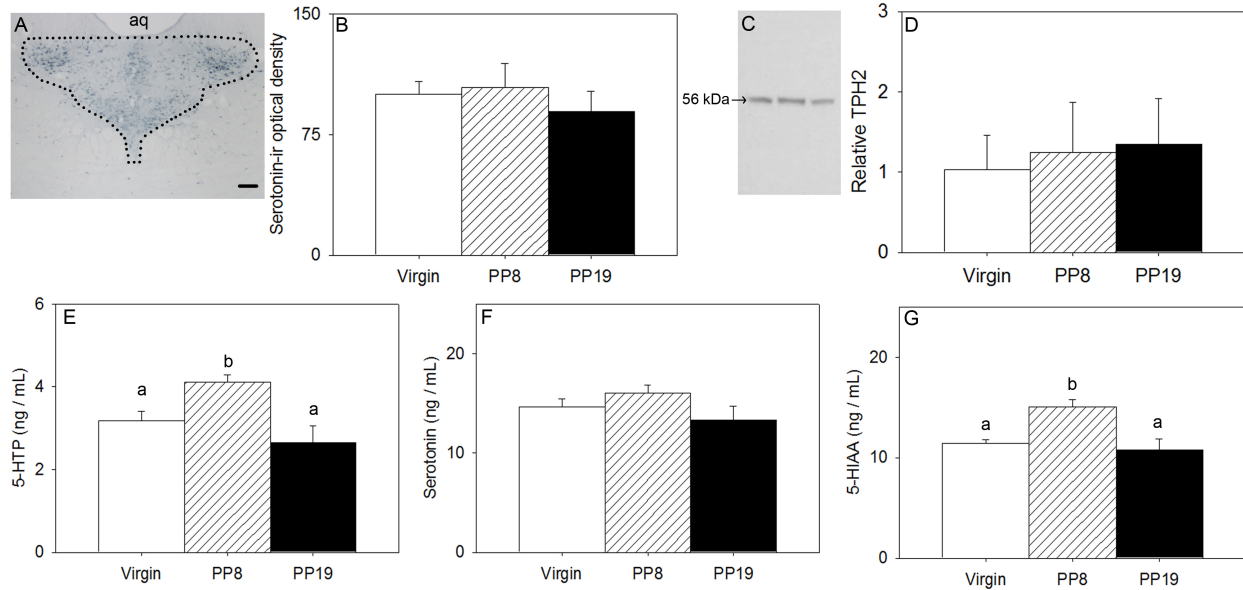 A
aq
B
150
75
0
Serotonin-ir optical density
Virgin PP8 PP19
C
56 kDa
D
3
2
1
0
Relative TPH2
Virgin PP8 PP19
E
6
4
2
0
5-HTP (ng / mL)
a
b
a
Virgin PP8 PP19
F
20
10
0
Serotonin (ng / mL)
Virgin PP8 PP19
G
20
10
0
5-HIAA (ng / mL)
a
b
a
Virgin PP8 PP19